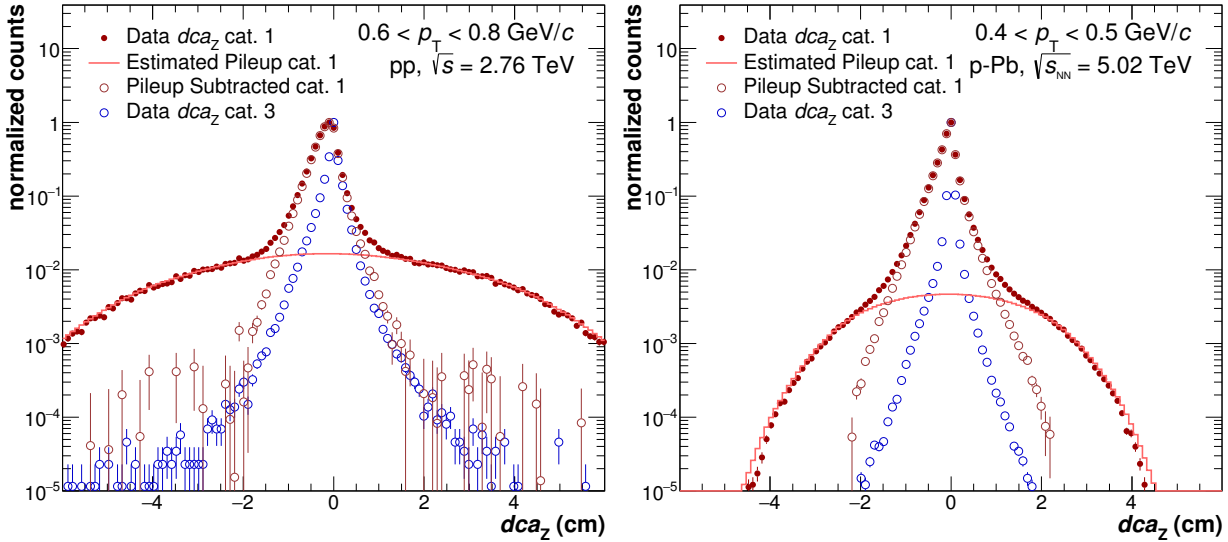 normalized counts
10
1
10⁻¹
10⁻²
10⁻³
10⁻⁴
10⁻⁵
Data dca_Z cat. 1
Estimated Pileup cat. 1
Pileup Subtracted cat. 1
Data dca_Z cat. 3
0.6 < p_T < 0.8 GeV/c
pp, √s = 2.76 TeV
−4 −2 0 2 4
dca_Z (cm)
normalized counts
10
1
10⁻¹
10⁻²
10⁻³
10⁻⁴
10⁻⁵
Data dca_Z cat. 1
Estimated Pileup cat. 1
Pileup Subtracted cat. 1
Data dca_Z cat. 3
0.4 < p_T < 0.5 GeV/c
p-Pb, √s_NN = 5.02 TeV
−4 −2 0 2 4
dca_Z (cm)